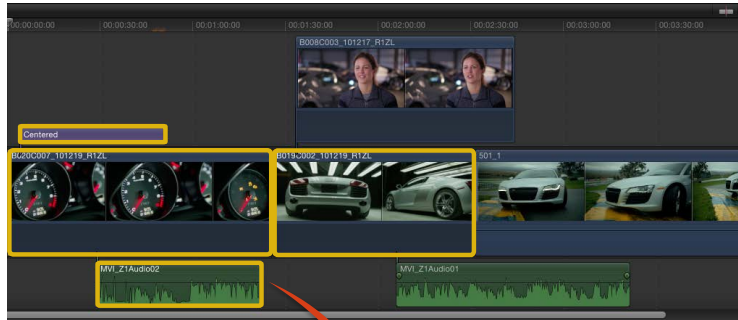 00:00:00:00 00:00:30:00 00:01:00:00 00:01:30:00 00:02:00:00 00:02:30:00 00:03:00:00 00:03:30:00
B008C003_101217_R1ZL
Centered
B020C007_101219_R1ZL B019C002_101219_R1ZL 501_1
MVI_Z1Audio02 MVI_Z1Audio01